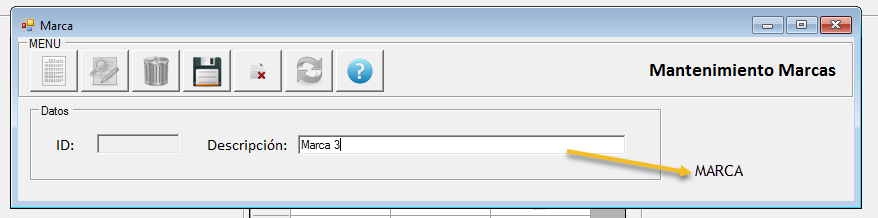 Marca
MENU
?
Mantenimiento Marcas
Datos
ID:
Descripción: Marca 3
MARCA